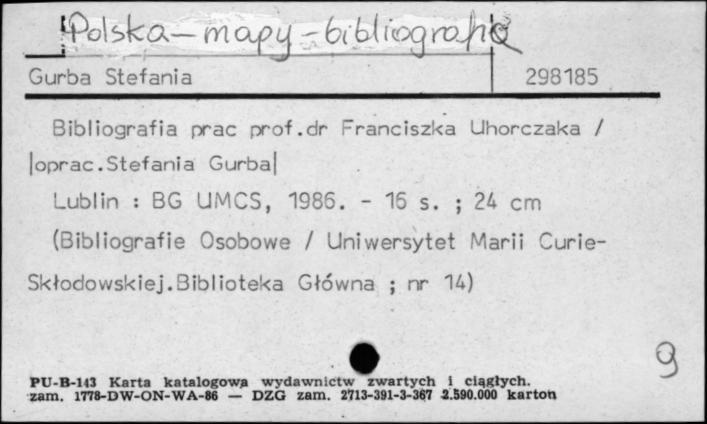 Polska – mapy – bibliografia
Gurba Stefania 298185
Bibliografia prac prof.dr Franciszka Uhorczaka /
|oprac.Stefania Gurba|
Lublin : BG UMCS, 1986. - 16 s. ; 24 cm
(Bibliografie Osobowe / Uniwersytet Marii Curie-
Skłodowskiej.Biblioteka Główna ; nr 14)
9
PU-B-143 Karta katalogowa wydawnictw zwartych i ciągłych.
zam. 1778-DW-ON-WA-86 — DZG zam. 2713-391-3-367 2.590.000 karton